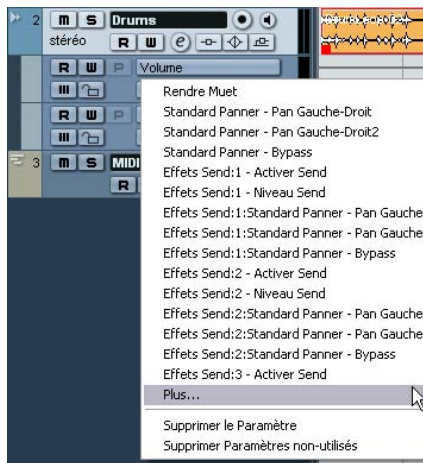 2 m S Drums
stéréo R W e
R W P Volume
R W P
3 m S MIDI
R
Rendre Muet
Standard Panner - Pan Gauche-Droit
Standard Panner - Pan Gauche-Droit2
Standard Panner - Bypass
Effets Send:1 - Activer Send
Effets Send:1 - Niveau Send
Effets Send:1:Standard Panner - Pan Gauche
Effets Send:1:Standard Panner - Pan Gauche
Effets Send:1:Standard Panner - Bypass
Effets Send:2 - Activer Send
Effets Send:2 - Niveau Send
Effets Send:2:Standard Panner - Pan Gauche
Effets Send:2:Standard Panner - Pan Gauche
Effets Send:2:Standard Panner - Bypass
Effets Send:3 - Activer Send
Plus...
Supprimer le Paramètre
Supprimer Paramètres non-utilisés